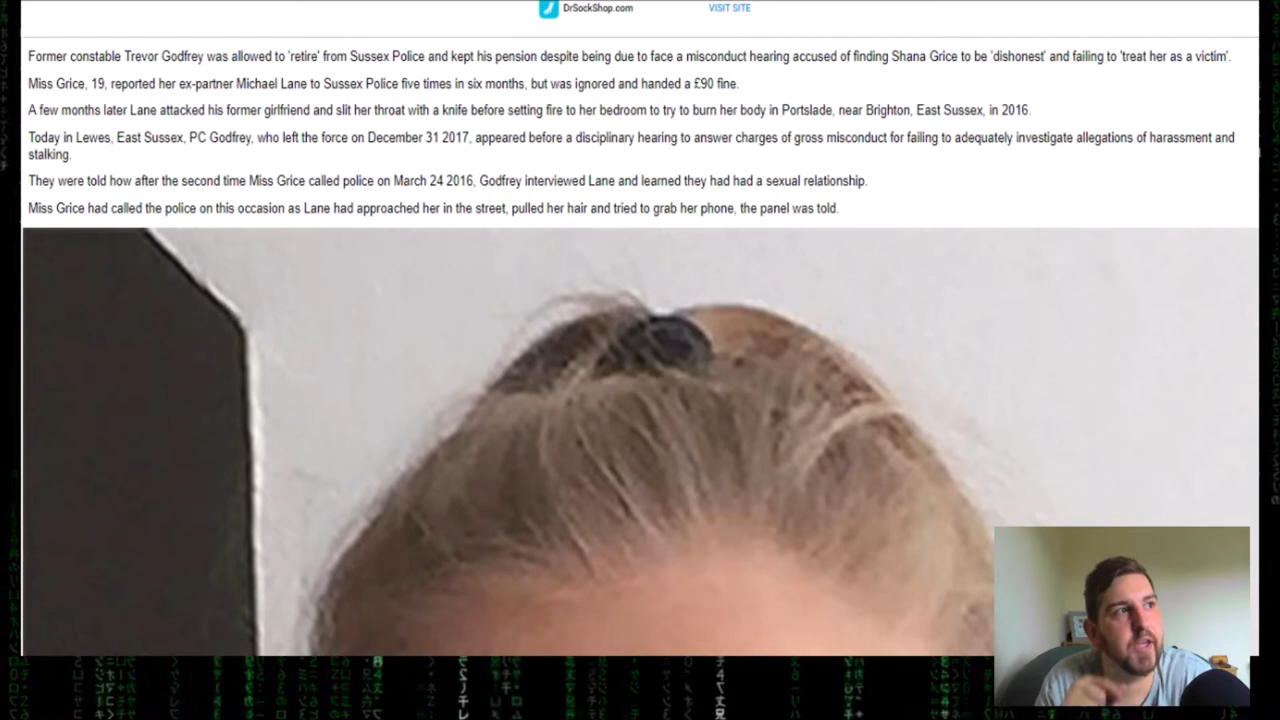 DrSockShop.com VISIT SITE
Former constable Trevor Godfrey was allowed to 'retire' from Sussex Police and kept his pension despite being due to face a misconduct hearing accused of finding Shana Grice to be 'dishonest' and failing to 'treat her as a victim'.
Miss Grice, 19, reported her ex-partner Michael Lane to Sussex Police five times in six months, but was ignored and handed a £90 fine.
A few months later Lane attacked his former girlfriend and slit her throat with a knife before setting fire to her bedroom to try to burn her body in Portslade, near Brighton, East Sussex, in 2016.
Today in Lewes, East Sussex, PC Godfrey, who left the force on December 31 2017, appeared before a disciplinary hearing to answer charges of gross misconduct for failing to adequately investigate allegations of harassment and
stalking.
They were told how after the second time Miss Grice called police on March 24 2016, Godfrey interviewed Lane and learned they had had a sexual relationship.
Miss Grice had called the police on this occasion as Lane had approached her in the street, pulled her hair and tried to grab her phone, the panel was told.